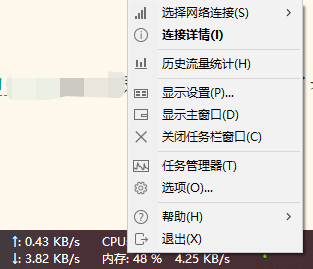 选择网络连接(S)
连接详情(I)
历史流量统计(H)
显示设置(P)...
显示主窗口(D)
关闭任务栏窗口(C)
任务管理器(T)
选项(O)...
帮助(H)
退出(X)
↑: 0.43 KB/s CPU:
↓: 3.82 KB/s 内存: 48 % 4.25 KB/s